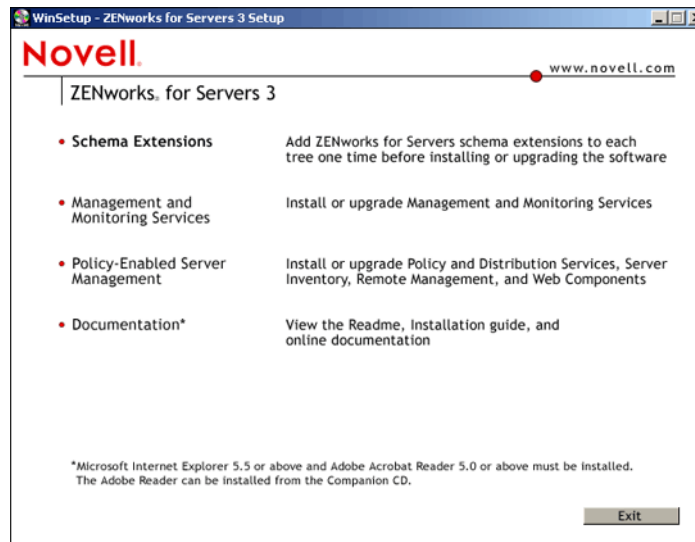 WinSetup - ZENworks for Servers 3 Setup
Novell.
www.novell.com
ZENworks® for Servers 3
Schema Extensions
Add ZENworks for Servers schema extensions to each
tree one time before installing or upgrading the software
Management and
Monitoring Services
Install or upgrade Management and Monitoring Services
Policy-Enabled Server
Management
Install or upgrade Policy and Distribution Services, Server
Inventory, Remote Management, and Web Components
Documentation*
View the Readme, Installation guide, and
online documentation
*Microsoft Internet Explorer 5.5 or above and Adobe Acrobat Reader 5.0 or above must be installed.
The Adobe Reader can be installed from the Companion CD.
Exit